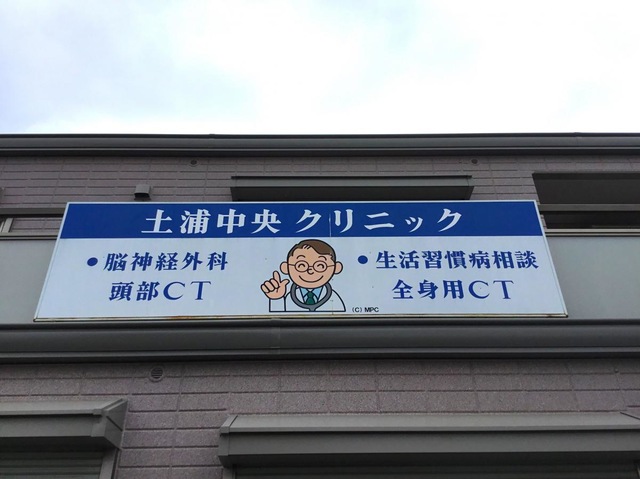 土浦中央クリニック
●脳神経外科
頭部CT
●生活習慣病相談
全身用CT
(C) MPC